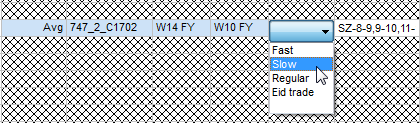 Avg 747_2_C1702 W14 FY W10 FY SZ-8-9,9-10,11-
Fast
Slow
Regular
Eid trade